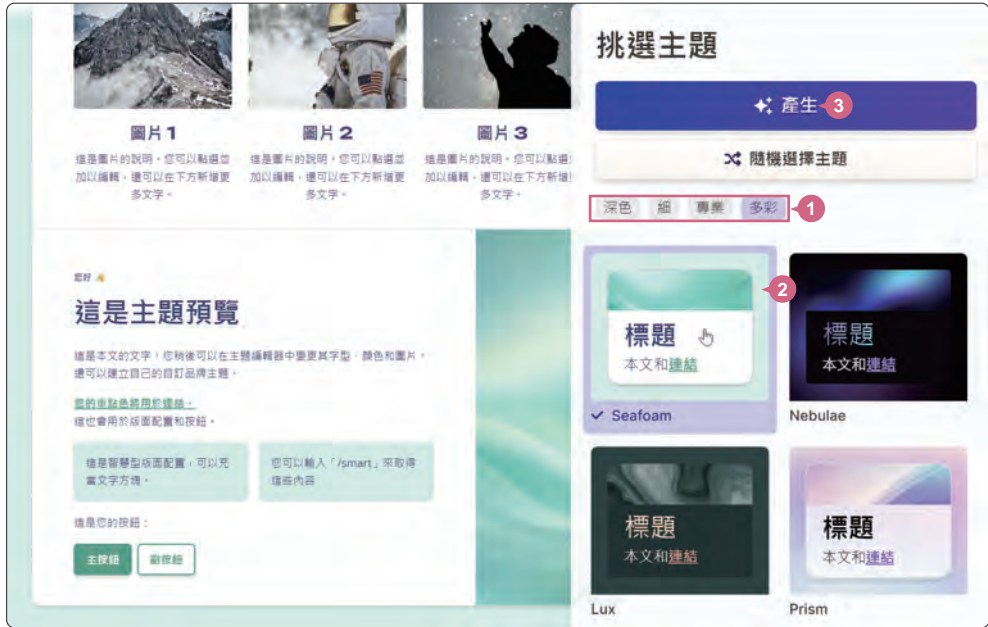 圖片 1
這是圖片的說明。您可以點選並
加以編輯，還可以在下方新增更
多文字。
圖片 2
這是圖片的說明。您可以點選並
加以編輯，還可以在下方新增更
多文字。
圖片 3
這是圖片的說明。您可以點選
加以編輯，還可以在下方新增
多文字。
您好
這是主題預覽
這是本文的文字，您稍後可以在主題編輯器中變更其字型、顏色和圖片，
還可以建立自己的自訂品牌主題。
您的重點色將用於連結。
這也會用於版面配置和按鈕。
這是智慧型版面配置，可以充
當文字方塊。
您可以輸入「/smart」來取得
這些內容
這是您的按鈕：
主按鈕
副按鈕
挑選主題
產生 3
隨機選擇主題
深色 細 專業 多彩 1
2
標題
本文和連結
Seafoam
標題
本文和連結
Nebulae
標題
本文和連結
Lux
標題
本文和連結
Prism